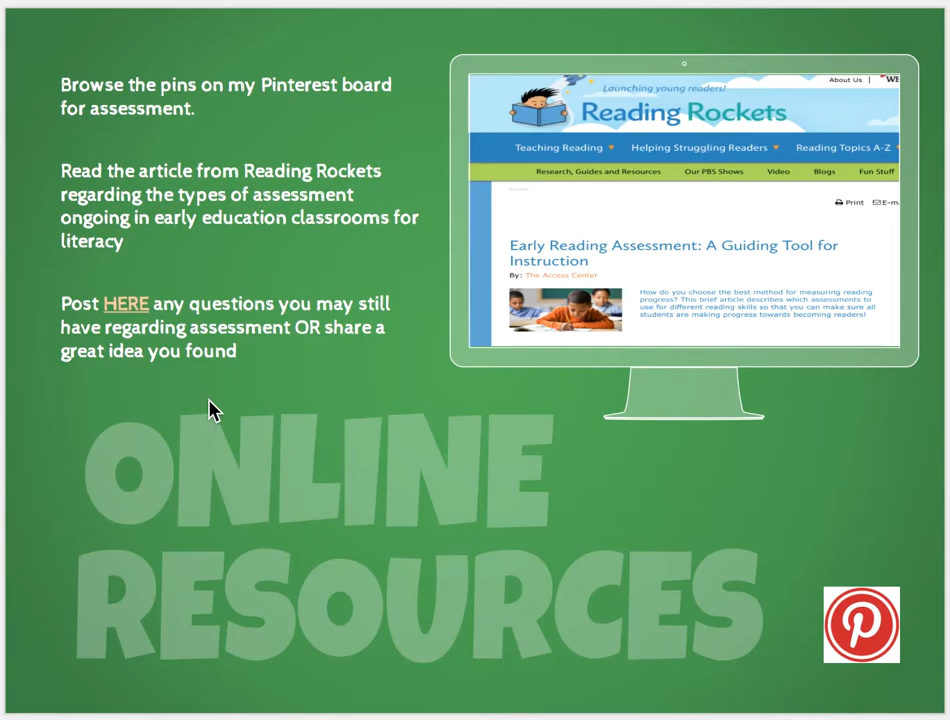 Browse the pins on my Pinterest board
for assessment.
Read the article from Reading Rockets
regarding the types of assessment
ongoing in early education classrooms for
literacy
Post HERE any questions you may still
have regarding assessment OR share a
great idea you found
About Us |
Launching young readers!
Reading Rockets
Teaching Reading Helping Struggling Readers Reading Topics A-Z
Research, Guides and Resources Our PBS Shows Video Blogs Fun Stuff
Home
Print E-m
Early Reading Assessment: A Guiding Tool for
Instruction
By: The Access Center
How do you choose the best method for measuring reading
progress? This brief article describes which assessments to
use for different reading skills so that you can make sure all
students are making progress towards becoming readers!
ONLINE
RESOURCES